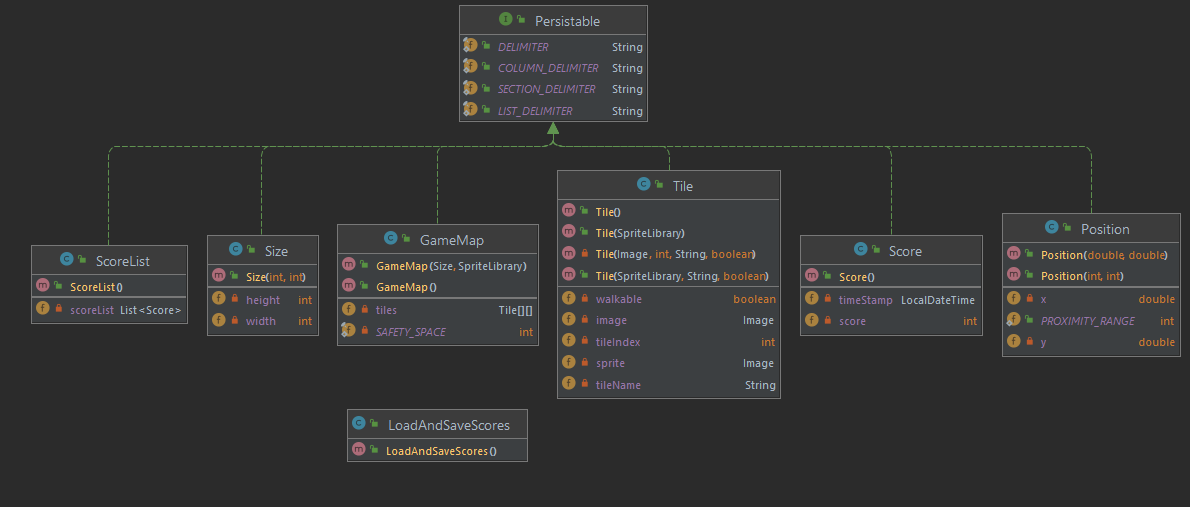 Persistable
DELIMITER String
COLUMN_DELIMITER String
SECTION_DELIMITER String
LIST_DELIMITER String
ScoreList
ScoreList()
scoreList List<Score>
Size
Size(int, int)
height int
width int
GameMap
GameMap(Size, SpriteLibrary)
GameMap()
tiles Tile[][]
SAFETY_SPACE int
Tile
Tile()
Tile(SpriteLibrary)
Tile(Image, int, String, boolean)
Tile(SpriteLibrary, String, boolean)
walkable boolean
image Image
tileIndex int
sprite Image
tileName String
Score
Score()
timeStamp LocalDateTime
score int
Position
Position(double, double)
Position(int, int)
x double
PROXIMITY_RANGE int
y double
LoadAndSaveScores
LoadAndSaveScores()